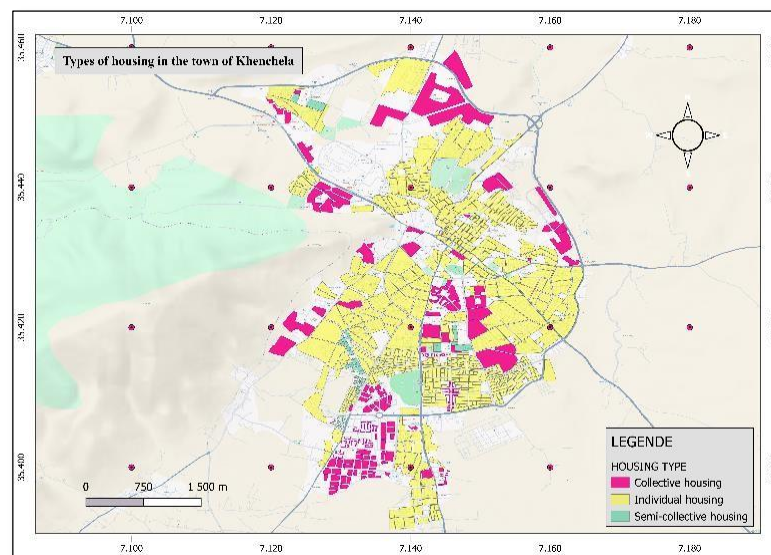 7.100 7.120 7.140 7.160 7.180
Types of housing in the town of Khenchela
35.460
35.440
35.420
35.400
0 750 1 500 m
LEGENDE
HOUSING TYPE
Collective housing
Individual housing
Semi-collective housing
7.100 7.120 7.140 7.160 7.180